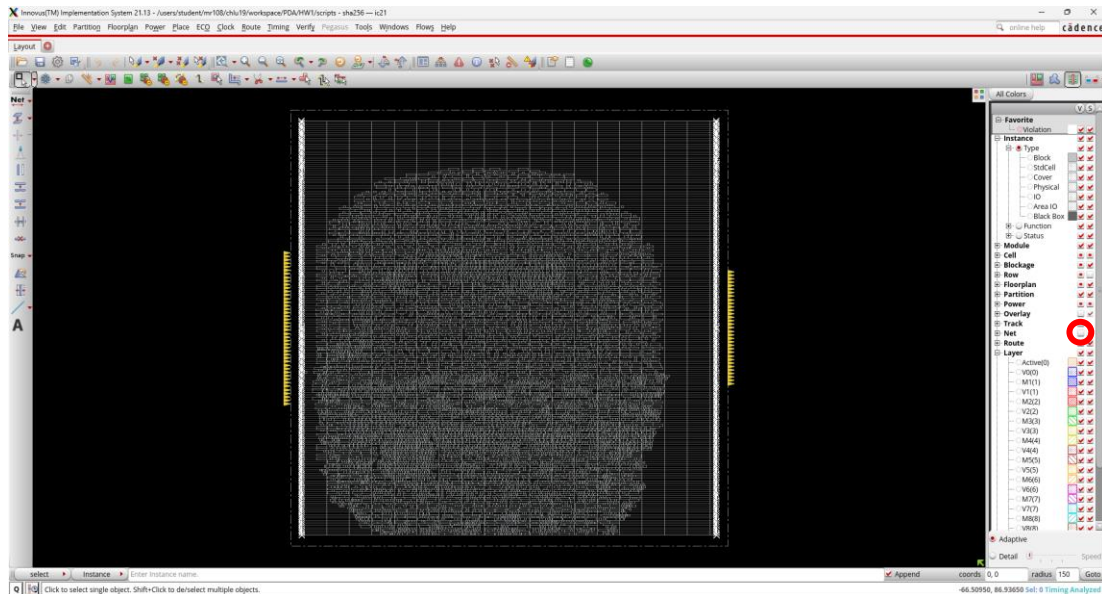 Innovus(TM) Implementation System 21.13 - /users/student/mr108/chlu19/workspace/PDA/HW1/scripts - sha256 --- ic21
File View Edit Partition Floorplan Power Place ECO Clock Route Timing Verify Pegasus Tools Windows Flows Help
online help cādence
Layout
Net
Snap
A
All Colors
V S
Favorite
Violation
Instance
Type
Block
StdCell
Cover
Physical
IO
Area IO
Black Box
Function
Status
Module
Cell
Blockage
Row
Floorplan
Partition
Power
Overlay
Track
Net
Route
Layer
Active(0)
V0(0)
M1(1)
V1(1)
M2(2)
V2(2)
M3(3)
V3(3)
M4(4)
V4(4)
M5(5)
V5(5)
M6(6)
V6(6)
M7(7)
V7(7)
M8(8)
V8(8)
Adaptive
Detail Speed
select Instance Enter instance name. Append coords 0, 0 radius 150 Goto
Q Click to select single object. Shift+Click to de/select multiple objects. -66.50950, 86.93650 Sel: 0 Timing Analyzed